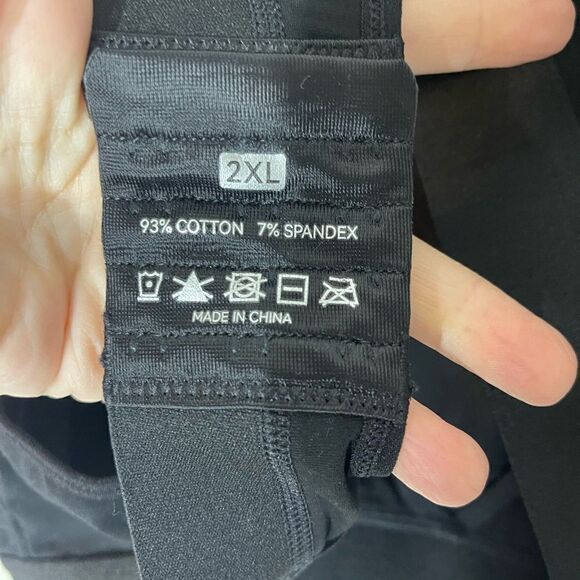 2XL
93% COTTON 7% SPANDEX
MADE IN CHINA